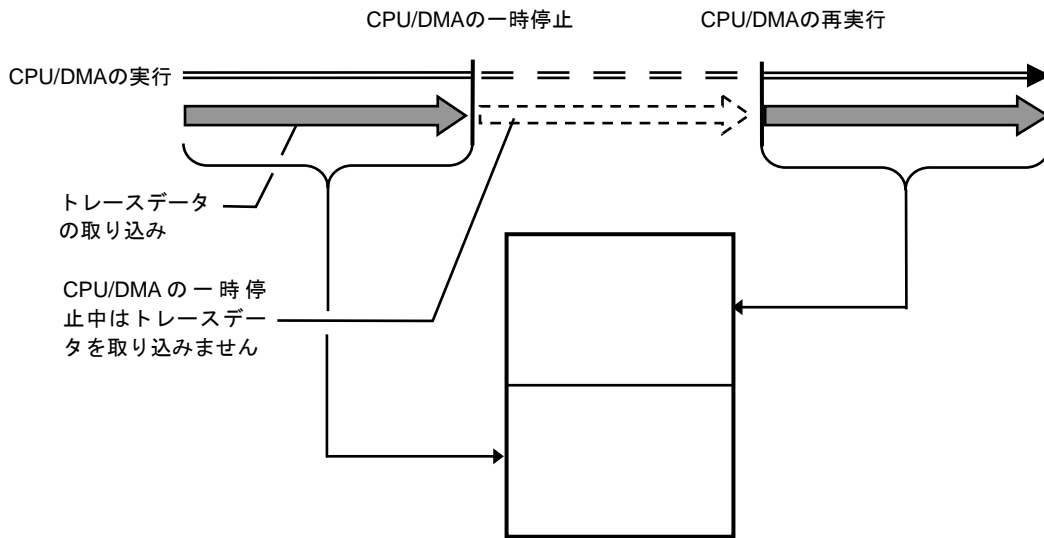 CPU/DMAの一時停止
CPU/DMAの再実行
CPU/DMAの実行
トレースデータ
の取り込み
CPU/DMA の 一 時 停
止中はトレースデー
タを取り込みません